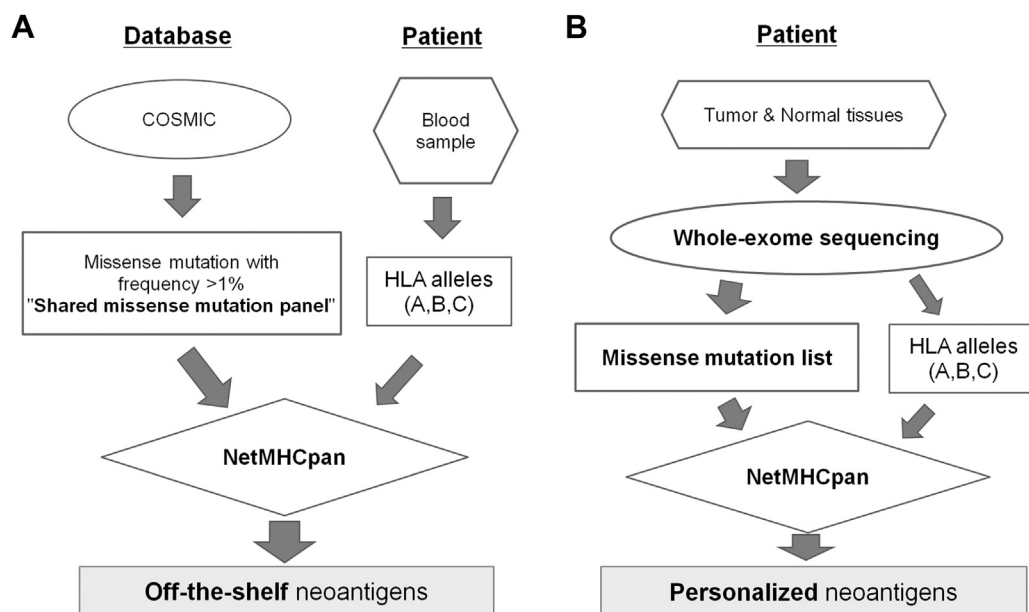 A
Database
Patient
COSMIC
Blood
sample
Missense mutation with
frequency >1%
"Shared missense mutation panel"
HLA alleles
(A,B,C)
NetMHCpan
Off-the-shelf neoantigens
B
Patient
Tumor & Normal tissues
Whole-exome sequencing
Missense mutation list
HLA alleles
(A,B,C)
NetMHCpan
Personalized neoantigens